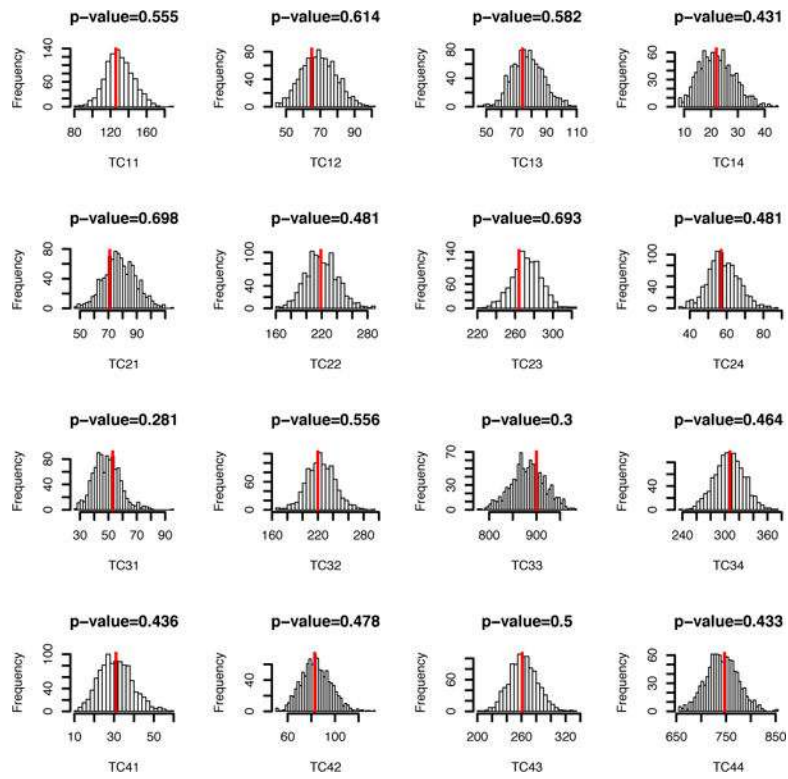 p-value=0.555 p-value=0.614 p-value=0.582 p-value=0.431
Frequency Frequency Frequency Frequency
0 40 80 140 0 40 80 0 40 80 0 20 40 60
80 120 160 50 70 90 50 70 90 110 10 20 30 40
TC11 TC12 TC13 TC14
p-value=0.698 p-value=0.481 p-value=0.693 p-value=0.481
Frequency Frequency Frequency Frequency
0 40 80 0 40 100 0 60 140 0 40 100
50 70 90 160 220 280 220 260 300 40 60 80
TC21 TC22 TC23 TC24
p-value=0.281 p-value=0.556 p-value=0.3 p-value=0.464
Frequency Frequency Frequency Frequency
0 40 80 0 40 100 0 30 50 70 0 40
30 50 70 90 160 220 280 800 900 240 300 360
TC31 TC32 TC33 TC34
p-value=0.436 p-value=0.478 p-value=0.5 p-value=0.433
Frequency Frequency Frequency Frequency
0 40 100 0 20 40 0 40 80 0 30 60
10 30 50 60 100 200 260 320 650 750 850
TC41 TC42 TC43 TC44